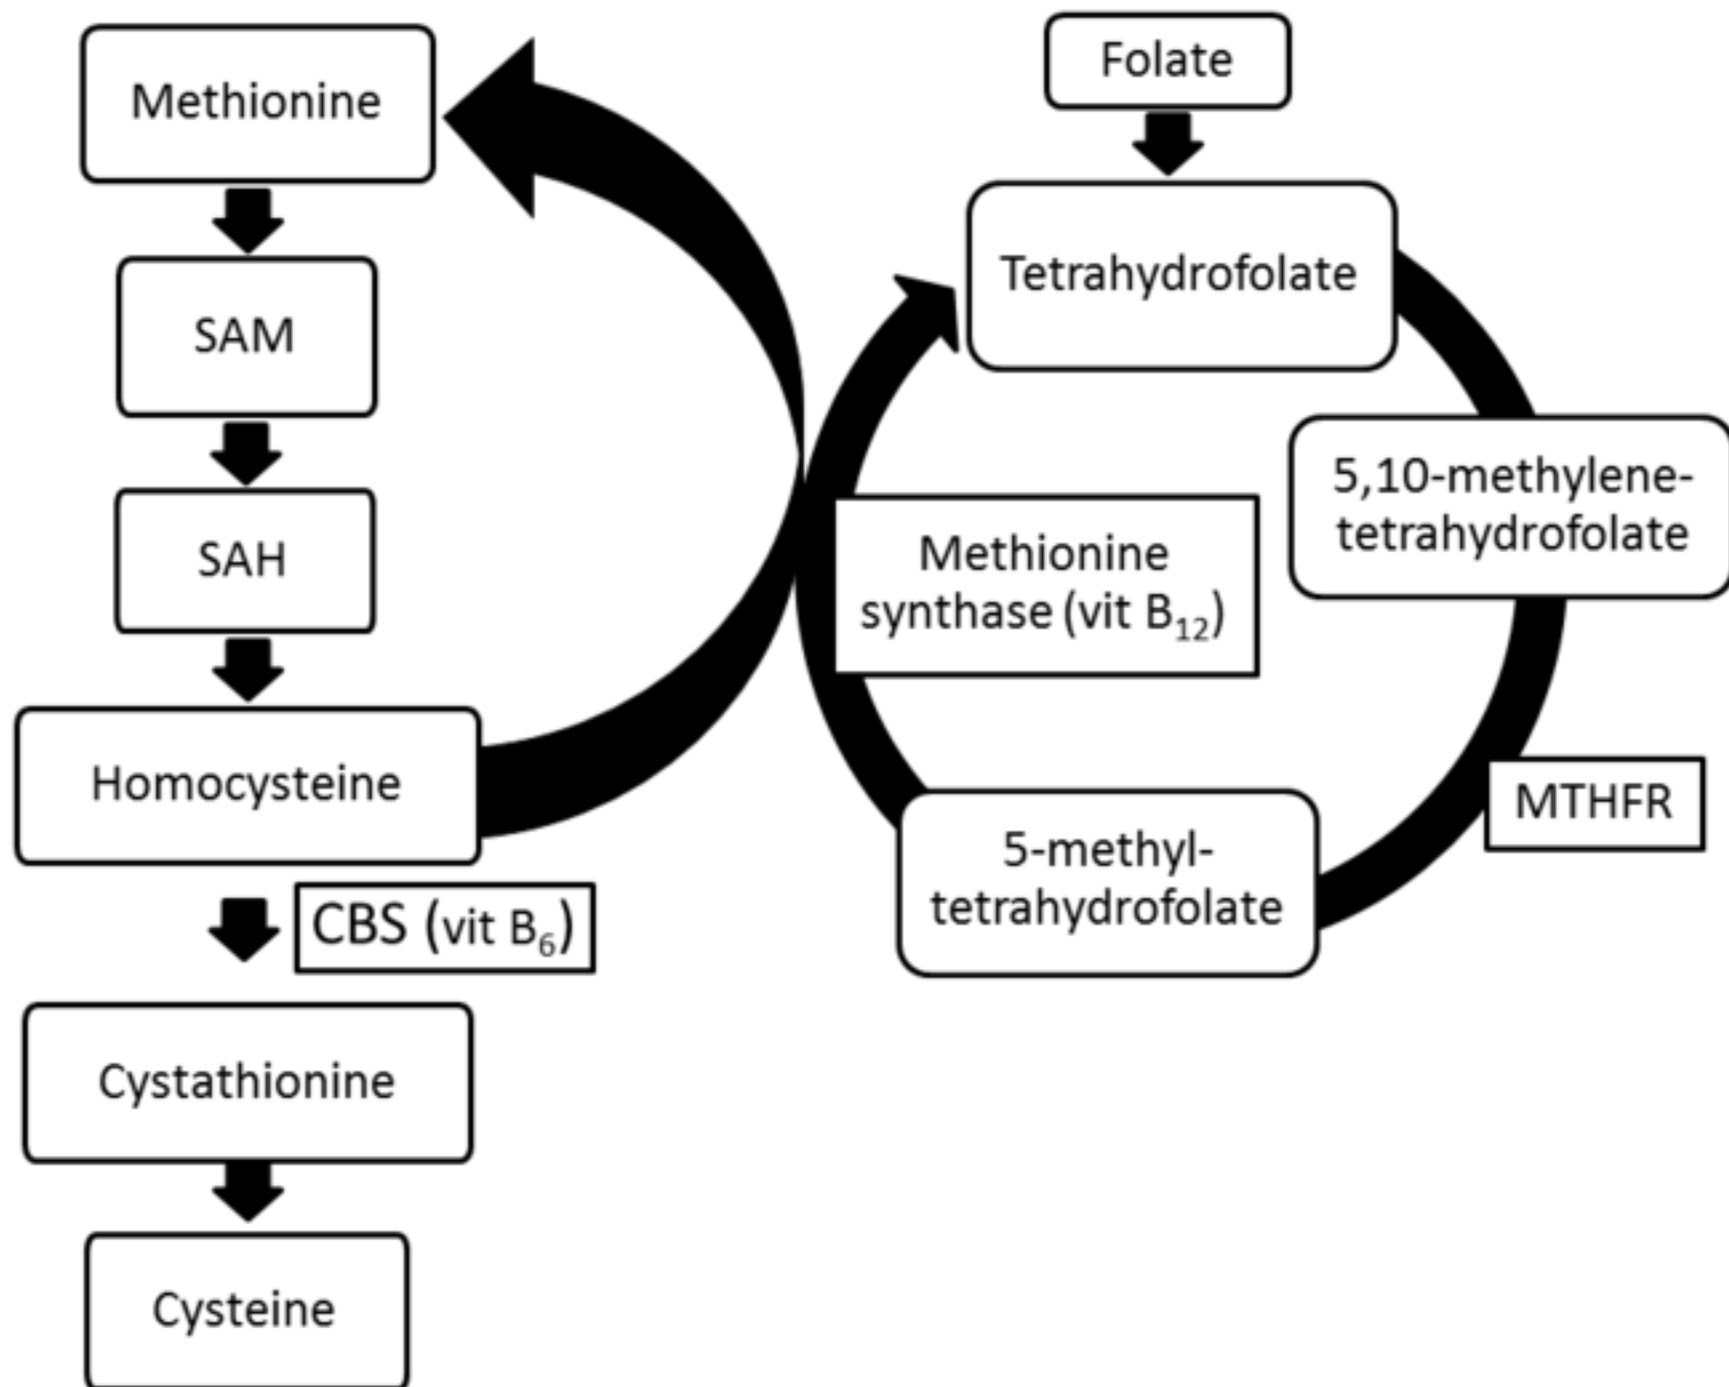 Methionine
SAM
SAH
Homocysteine
CBS (vit B₆)
Cystathionine
Cysteine
Folate
Tetrahydrofolate
5,10-methylene-
tetrahydrofolate
Methionine
synthase (vit B₁₂)
MTHFR
5-methyl-
tetrahydrofolate